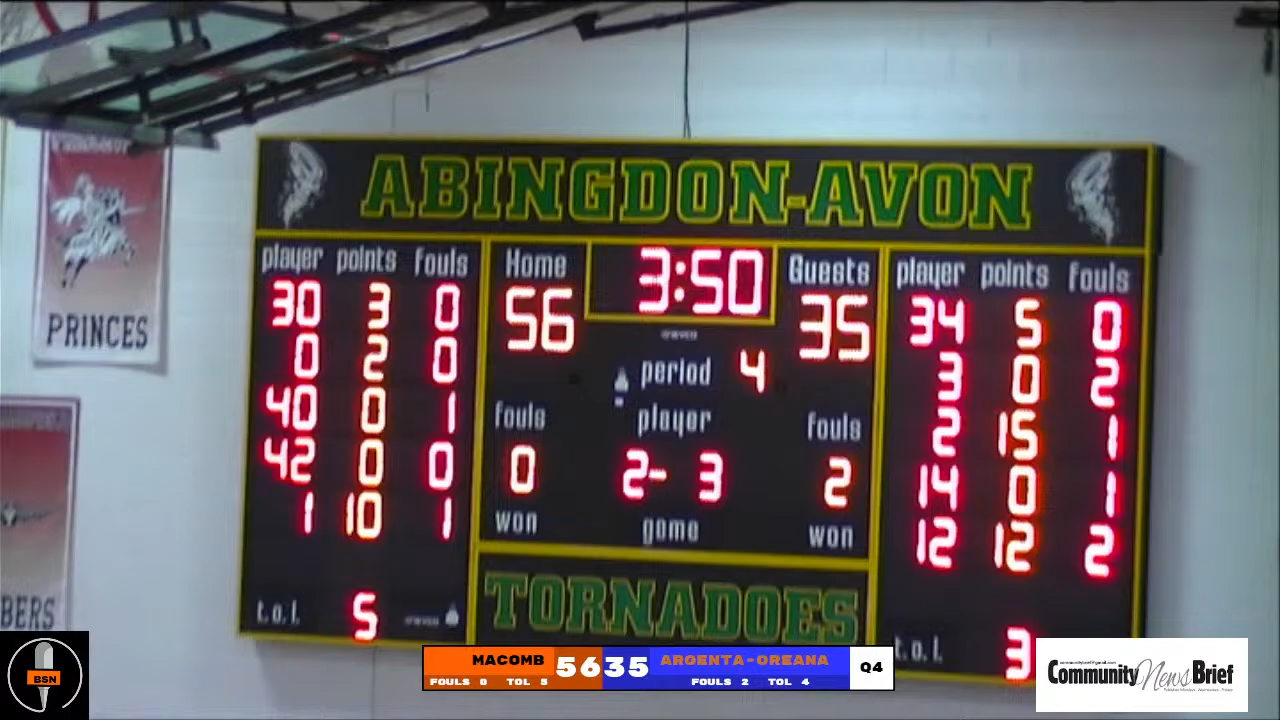 ABINGDON-AVON
player points fouls
30 3 0
0 2 0
40 0 1
42 0 0
1 10 1
t.o.l. 5
Home 3:50 Guests
56 35
period 4
fouls player fouls
0 2- 3 2
won game won
TORNADOES
player points fouls
34 5 0
3 0 2
2 15 1
14 0 1
12 12 2
t.o.l. 3
PRINCES
BERS
BSN
MACOMB 56 35 ARGENTA-OREANA Q4
FOULS 0 TOL 5 FOULS 2 TOL 4
Community News Brief